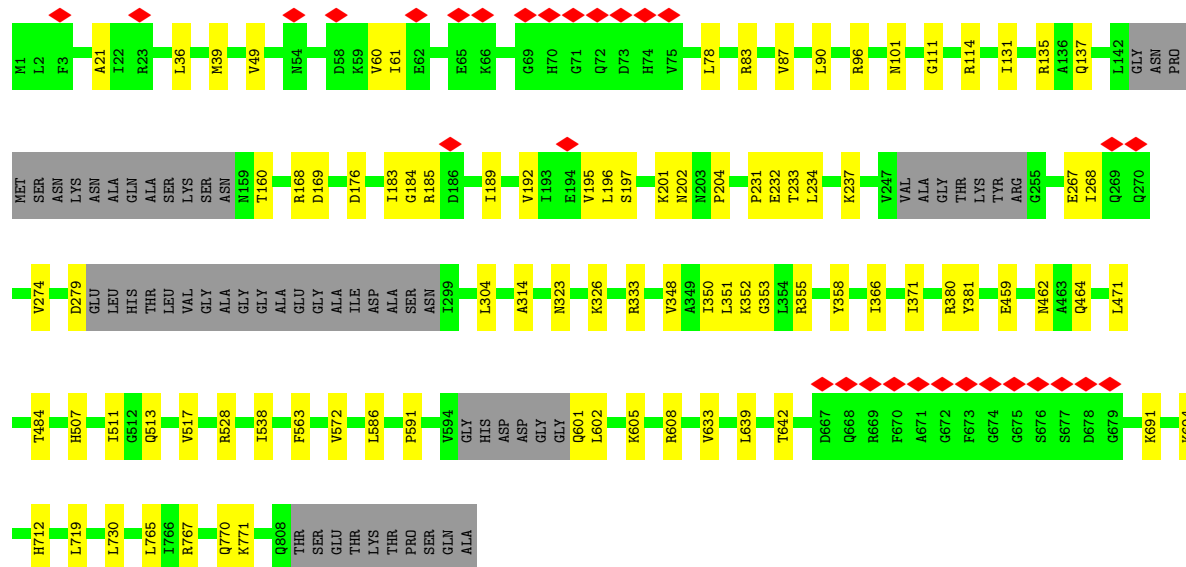 M1 L2 F3 A21 I22 R23 L36 M39 V49 N54 D58 K59 V60 I61 E62 E65 K66 G69 H70 G71 Q72 D73 H74 V75 L78 R83 V87 L90 R96 N101 G111 R114 I131 R135 A136 Q137 L142 GLY ASN PRO
MET SER ASN LYS ASN ALA GLN ALA SER LYS SER ASN N159 T160 R168 D169 D176 I183 G184 R185 D186 I189 V192 I193 E194 V195 L196 S197 K201 N202 N203 P204 P231 E232 T233 L234 K237 V247 VAL ALA GLY THR LYS TYR ARG G255 E267 I268 Q269 Q270
V274 D279 GLU LEU HIS THR LEU VAL GLY ALA GLY GLY ALA GLU GLY ALA ILE ASP ALA SER ASN I299 L304 A314 N323 K326 R333 V348 A349 I350 L351 K352 G353 L354 R355 Y358 I366 I371 R380 Y381 E459 N462 A463 Q464 L471
T484 H507 I511 G512 Q513 V517 R528 I538 F563 V572 L586 P591 V594 GLY HIS ASP ASP GLY GLY Q601 L602 K605 R608 V633 L639 T642 D667 Q668 R669 F670 A671 G672 F673 G674 G675 S676 S677 D678 G679 K691
H712 L719 L730 L765 I766 R767 Q770 K771 Q808 THR SER GLU THR LYS THR PRO SER GLN ALA